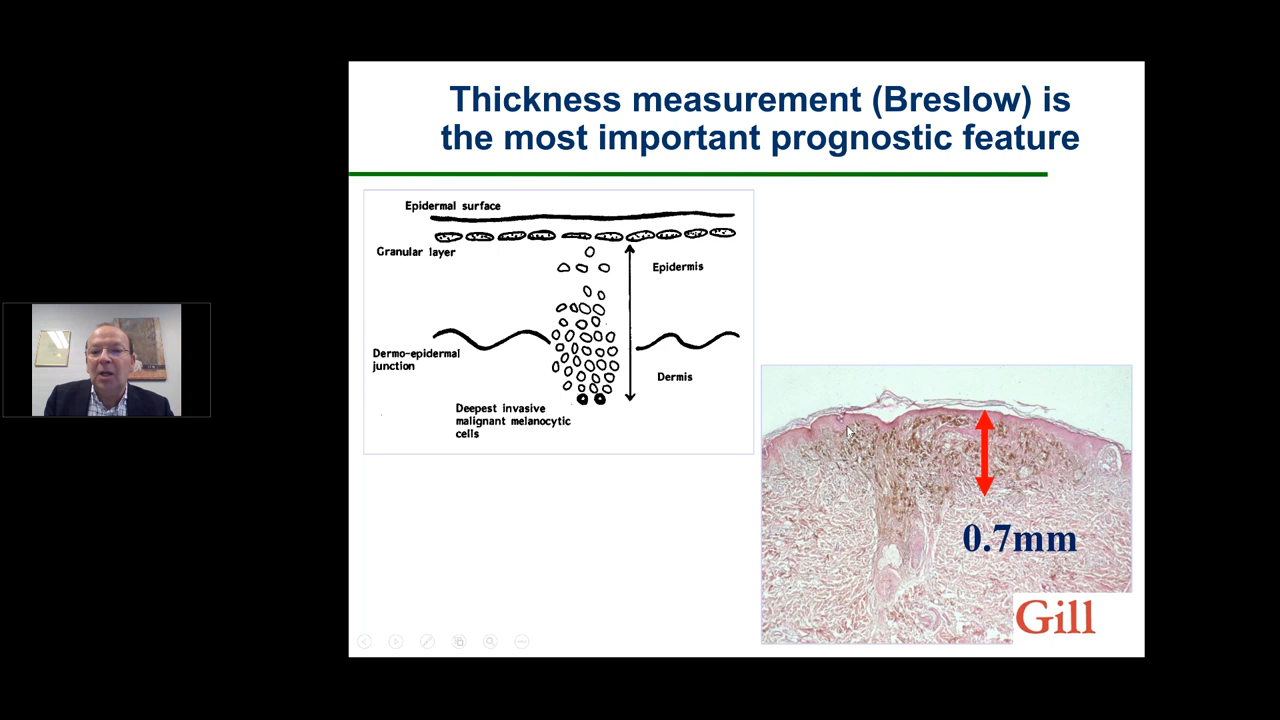 Thickness measurement (Breslow) is
the most important prognostic feature
Epidermal surface
Granular layer
Epidermis
Dermo-epidermal
junction
Dermis
Deepest invasive
malignant melanocytic
cells
0.7mm
Gill